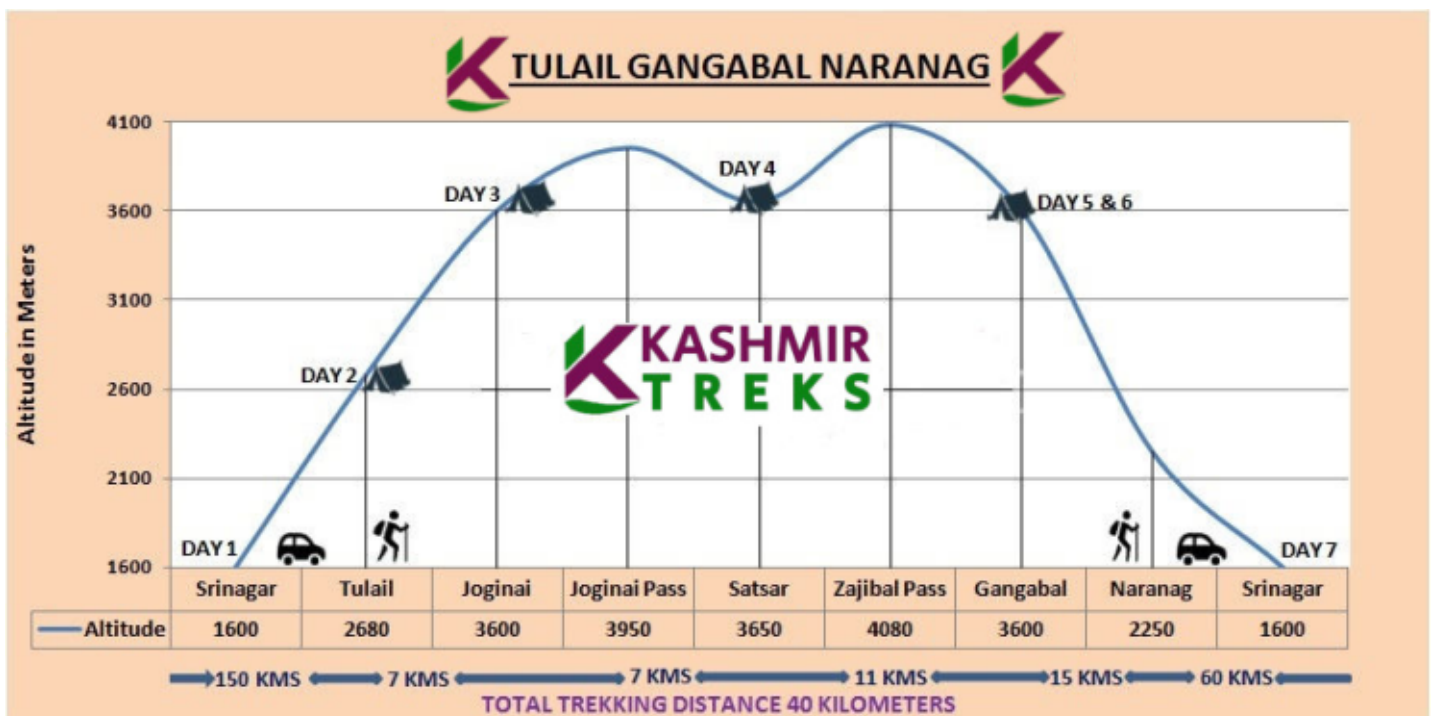 TULAIL GANGABAL NARANAG
4100
DAY 4
DAY 3
3600
DAY 5 & 6
Altitude in Meters
3100
KASHMIR
TREKS
DAY 2
2600
2100
DAY 1
DAY 7
1600
Srinagar Tulail Joginai Joginai Pass Satsar Zajibal Pass Gangabal Naranag Srinagar
Altitude 1600 2680 3600 3950 3650 4080 3600 2250 1600
150 KMS 7 KMS 7 KMS 11 KMS 15 KMS 60 KMS
TOTAL TREKKING DISTANCE 40 KILOMETERS